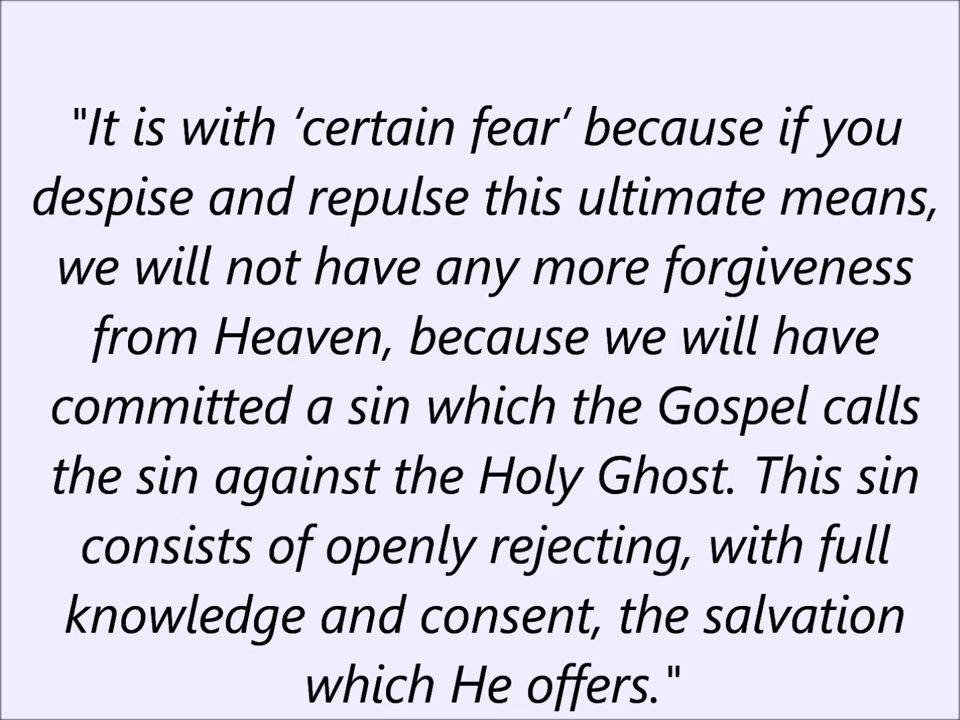 "It is with ‘certain fear’ because if you
despise and repulse this ultimate means,
we will not have any more forgiveness
from Heaven, because we will have
committed a sin which the Gospel calls
the sin against the Holy Ghost. This sin
consists of openly rejecting, with full
knowledge and consent, the salvation
which He offers."